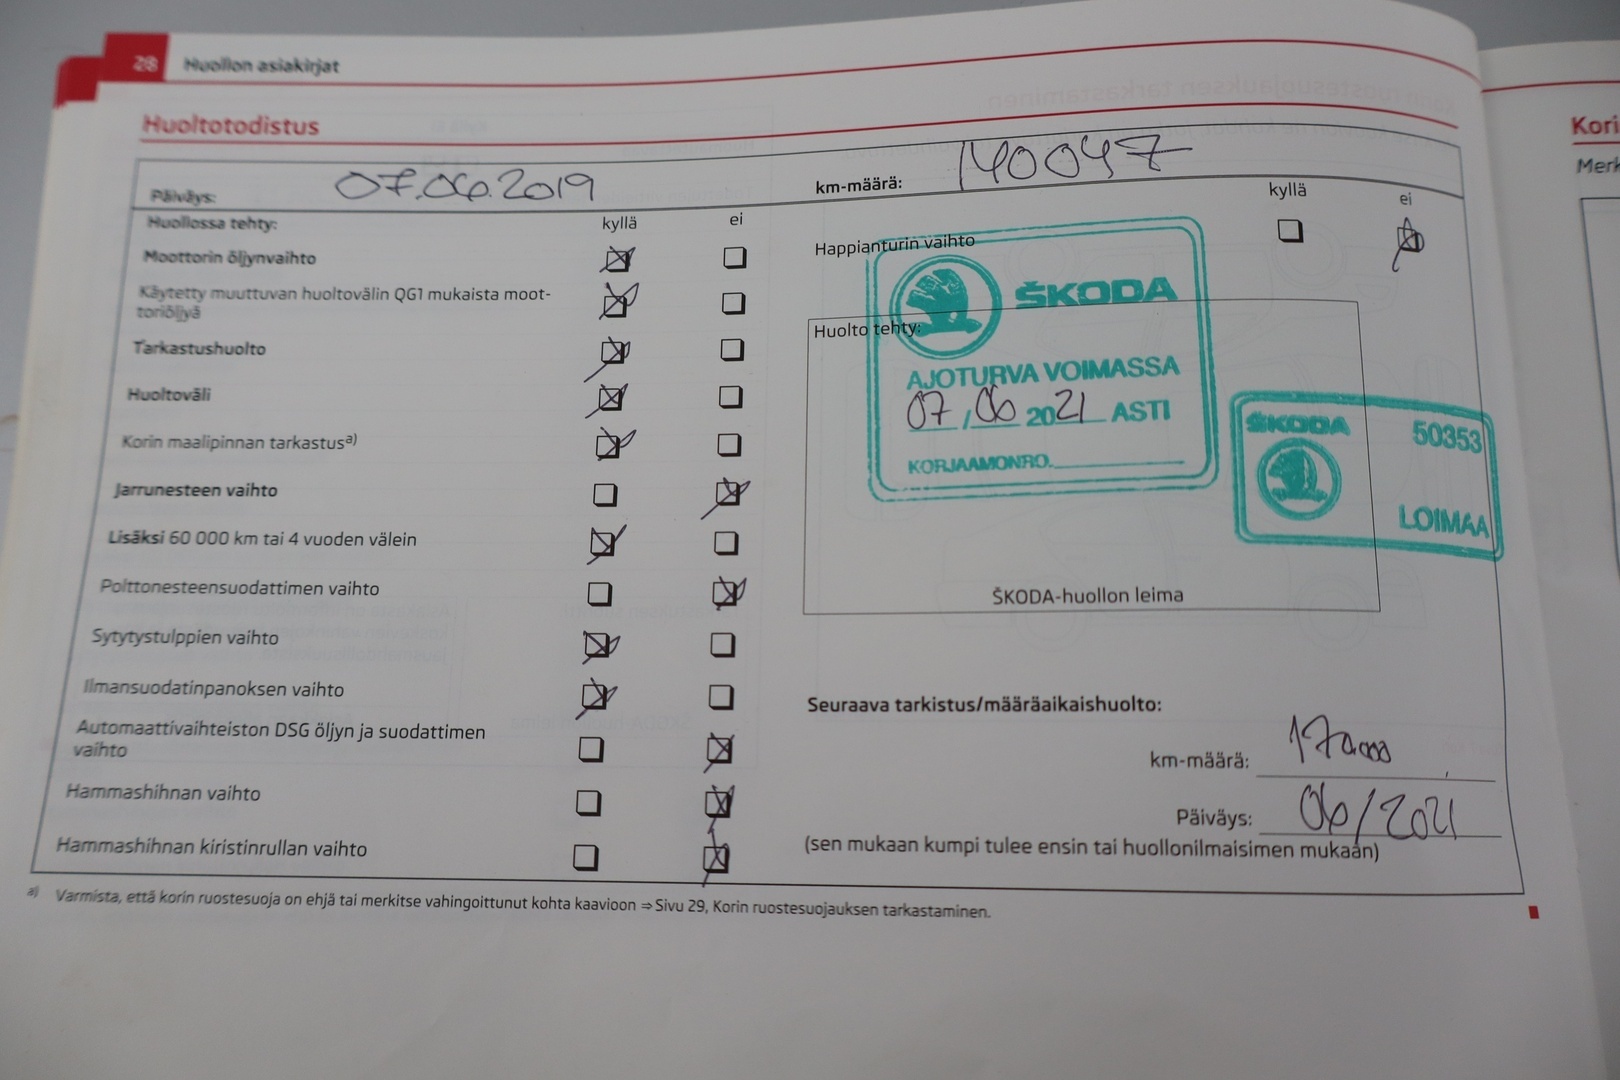 28 Huollon asiakirjat
Huoltotodistus
Päiväys: 07.06.2019
km-määrä: 140047
Huollossa tehty: kyllä ei
Moottorin öljynvaihto
Käytetty muuttuvan huoltovälin QG1 mukaista moot-
toriöljyä
Tarkastushuolto
Huoltoväli
Korin maalipinnan tarkastusa)
Jarrunesteen vaihto
Lisäksi 60 000 km tai 4 vuoden välein
Polttonesteensuodattimen vaihto
Sytytystulppien vaihto
Ilmansuodatinpanoksen vaihto
Automaattivaihteiston DSG öljyn ja suodattimen
vaihto
Hammashihnan vaihto
Hammashihnan kiristinrullan vaihto
kyllä ei
Happianturin vaihto
Huolto tehty:
ŠKODA
AJOTURVA VOIMASSA
07/06 2021 ASTI
KORJAAMONRO.
ŠKODA 50353
LOIMAA
ŠKODA-huollon leima
Seuraava tarkistus/määräaikaishuolto:
km-määrä: 170.000
Päiväys: 06/2021
(sen mukaan kumpi tulee ensin tai huollonilmaisimen mukaan)
a) Varmista, että korin ruostesuoja on ehjä tai merkitse vahingoittunut kohta kaavioon ⇒ Sivu 29, Korin ruostesuojauksen tarkastaminen.
Kori